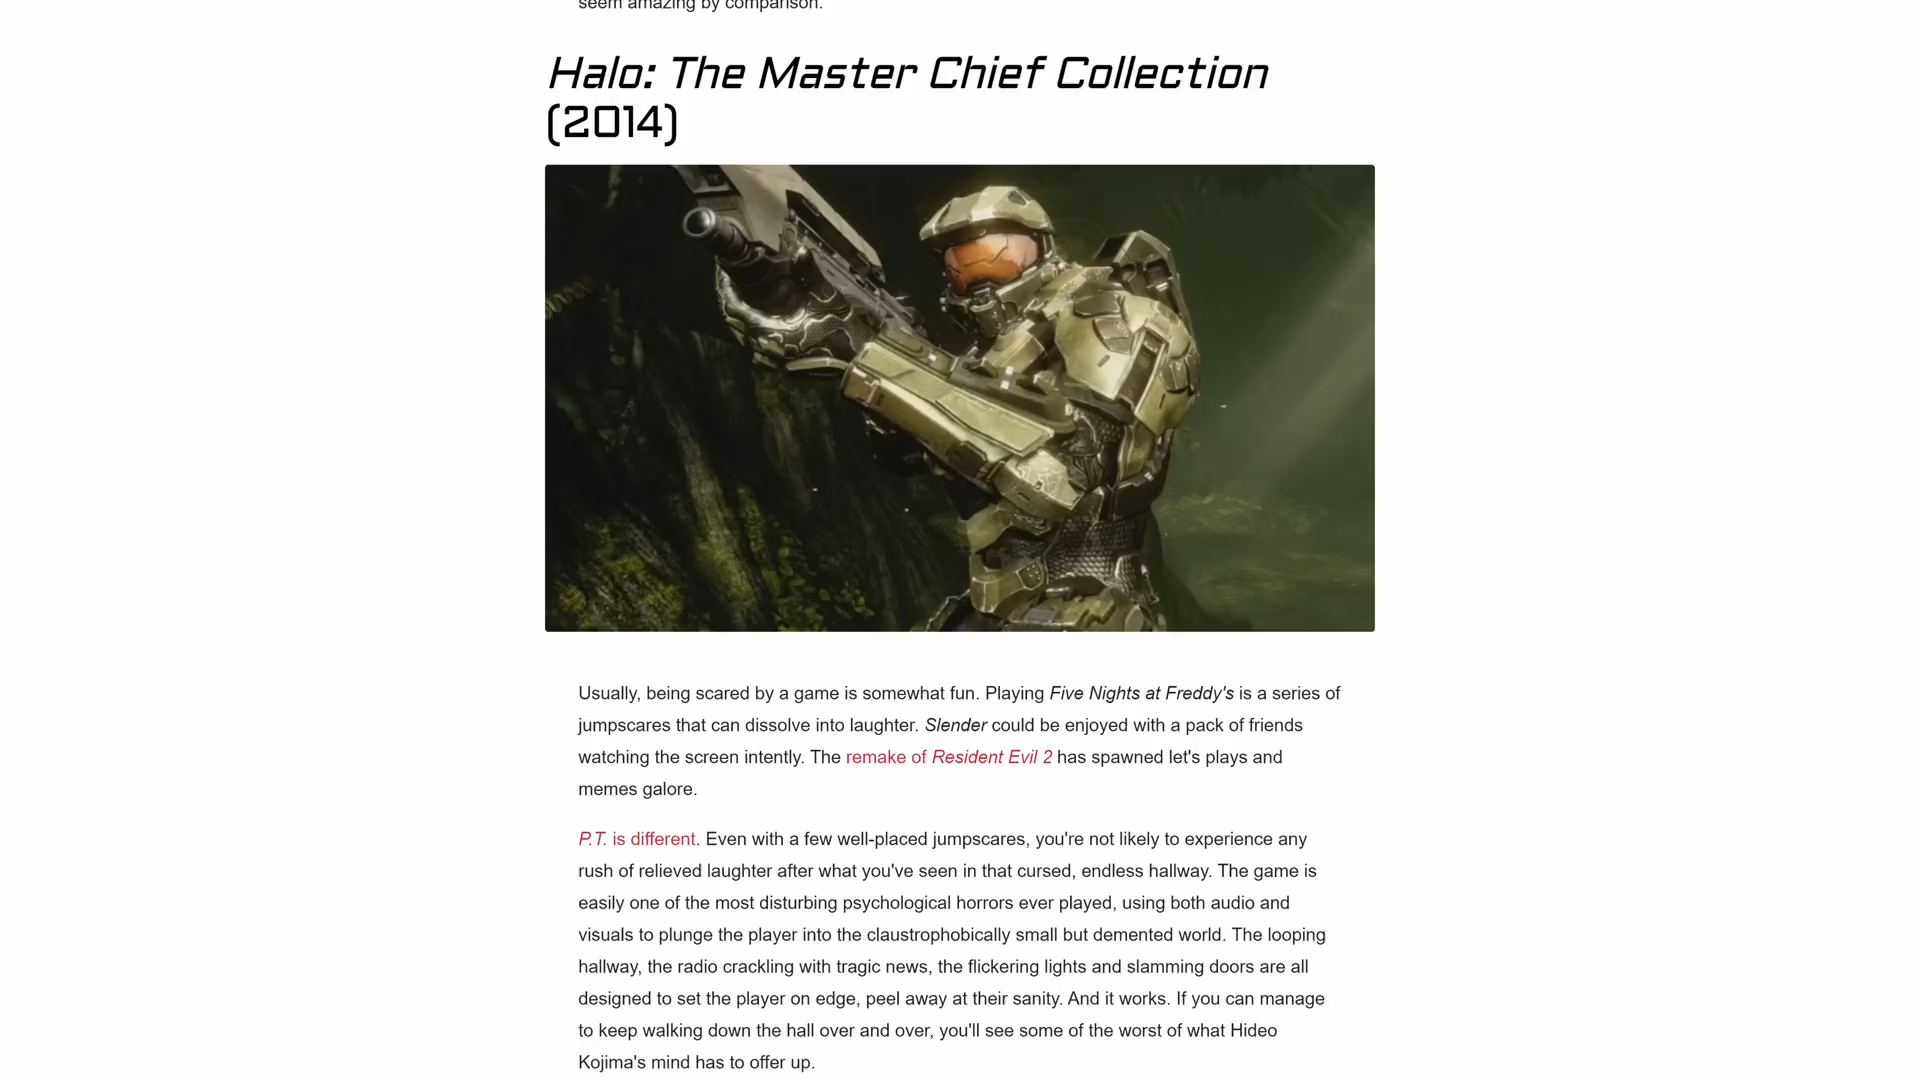 seem amazing by comparison.
Halo: The Master Chief Collection
(2014)
Usually, being scared by a game is somewhat fun. Playing Five Nights at Freddy's is a series of
jumpscares that can dissolve into laughter. Slender could be enjoyed with a pack of friends
watching the screen intently. The remake of Resident Evil 2 has spawned let's plays and
memes galore.
P.T. is different. Even with a few well-placed jumpscares, you're not likely to experience any
rush of relieved laughter after what you've seen in that cursed, endless hallway. The game is
easily one of the most disturbing psychological horrors ever played, using both audio and
visuals to plunge the player into the claustrophobically small but demented world. The looping
hallway, the radio crackling with tragic news, the flickering lights and slamming doors are all
designed to set the player on edge, peel away at their sanity. And it works. If you can manage
to keep walking down the hall over and over, you'll see some of the worst of what Hideo
Kojima's mind has to offer up.